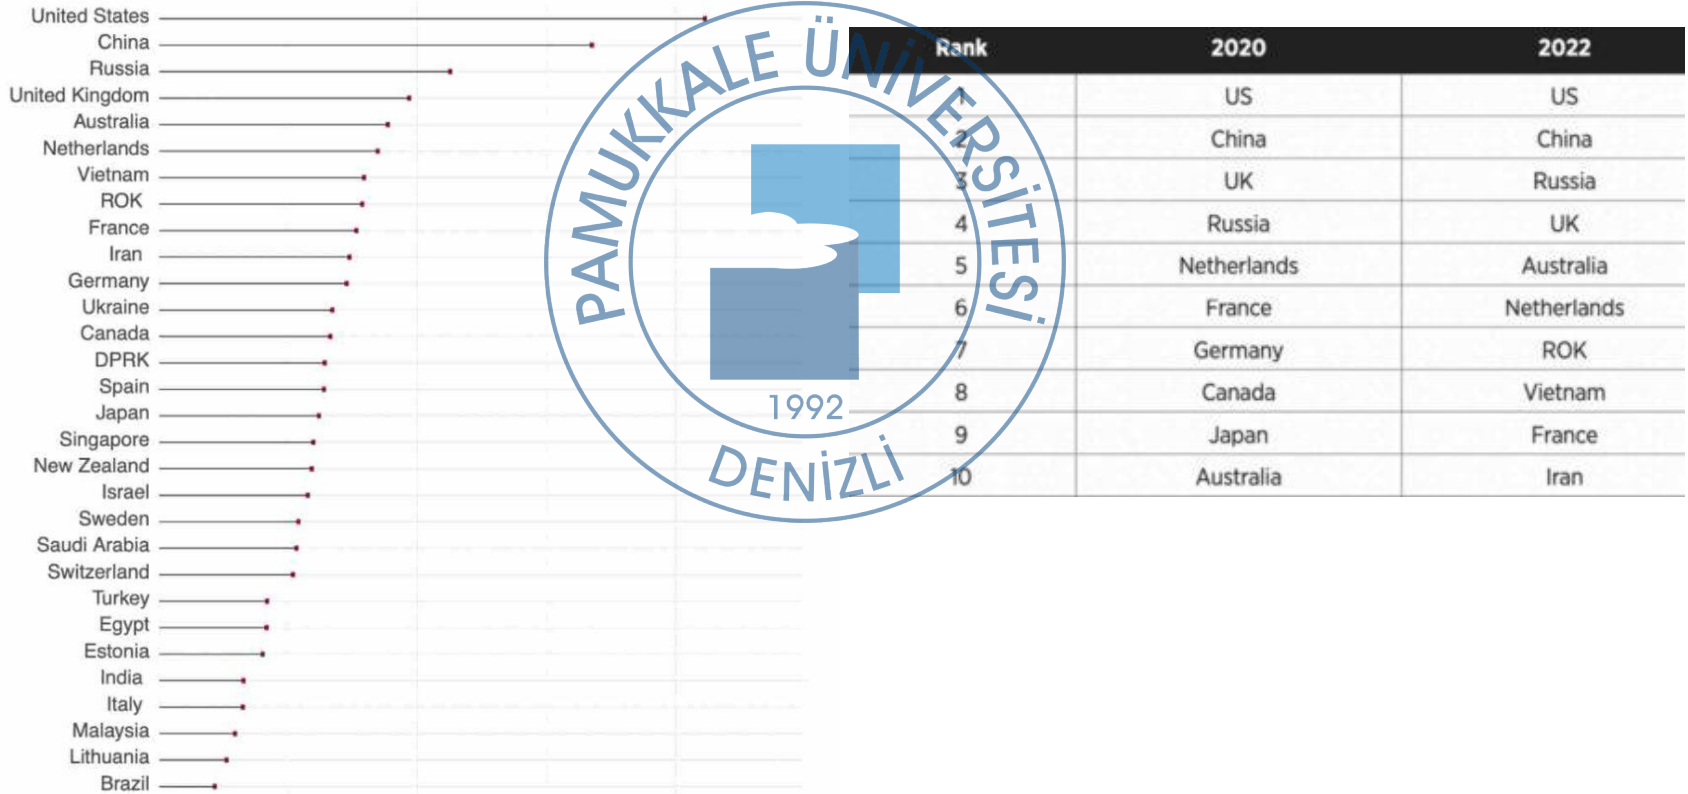 United States
China
Russia
United Kingdom
Australia
Netherlands
Vietnam
ROK
France
Iran
Germany
Ukraine
Canada
DPRK
Spain
Japan
Singapore
New Zealand
Israel
Sweden
Saudi Arabia
Switzerland
Turkey
Egypt
Estonia
India
Italy
Malaysia
Lithuania
Brazil
PAMUKKALE ÜNİVERSİTESİ
1992
DENİZLİ
Rank 2020 2022
1 US US
2 China China
3 UK Russia
4 Russia UK
5 Netherlands Australia
6 France Netherlands
7 Germany ROK
8 Canada Vietnam
9 Japan France
10 Australia Iran